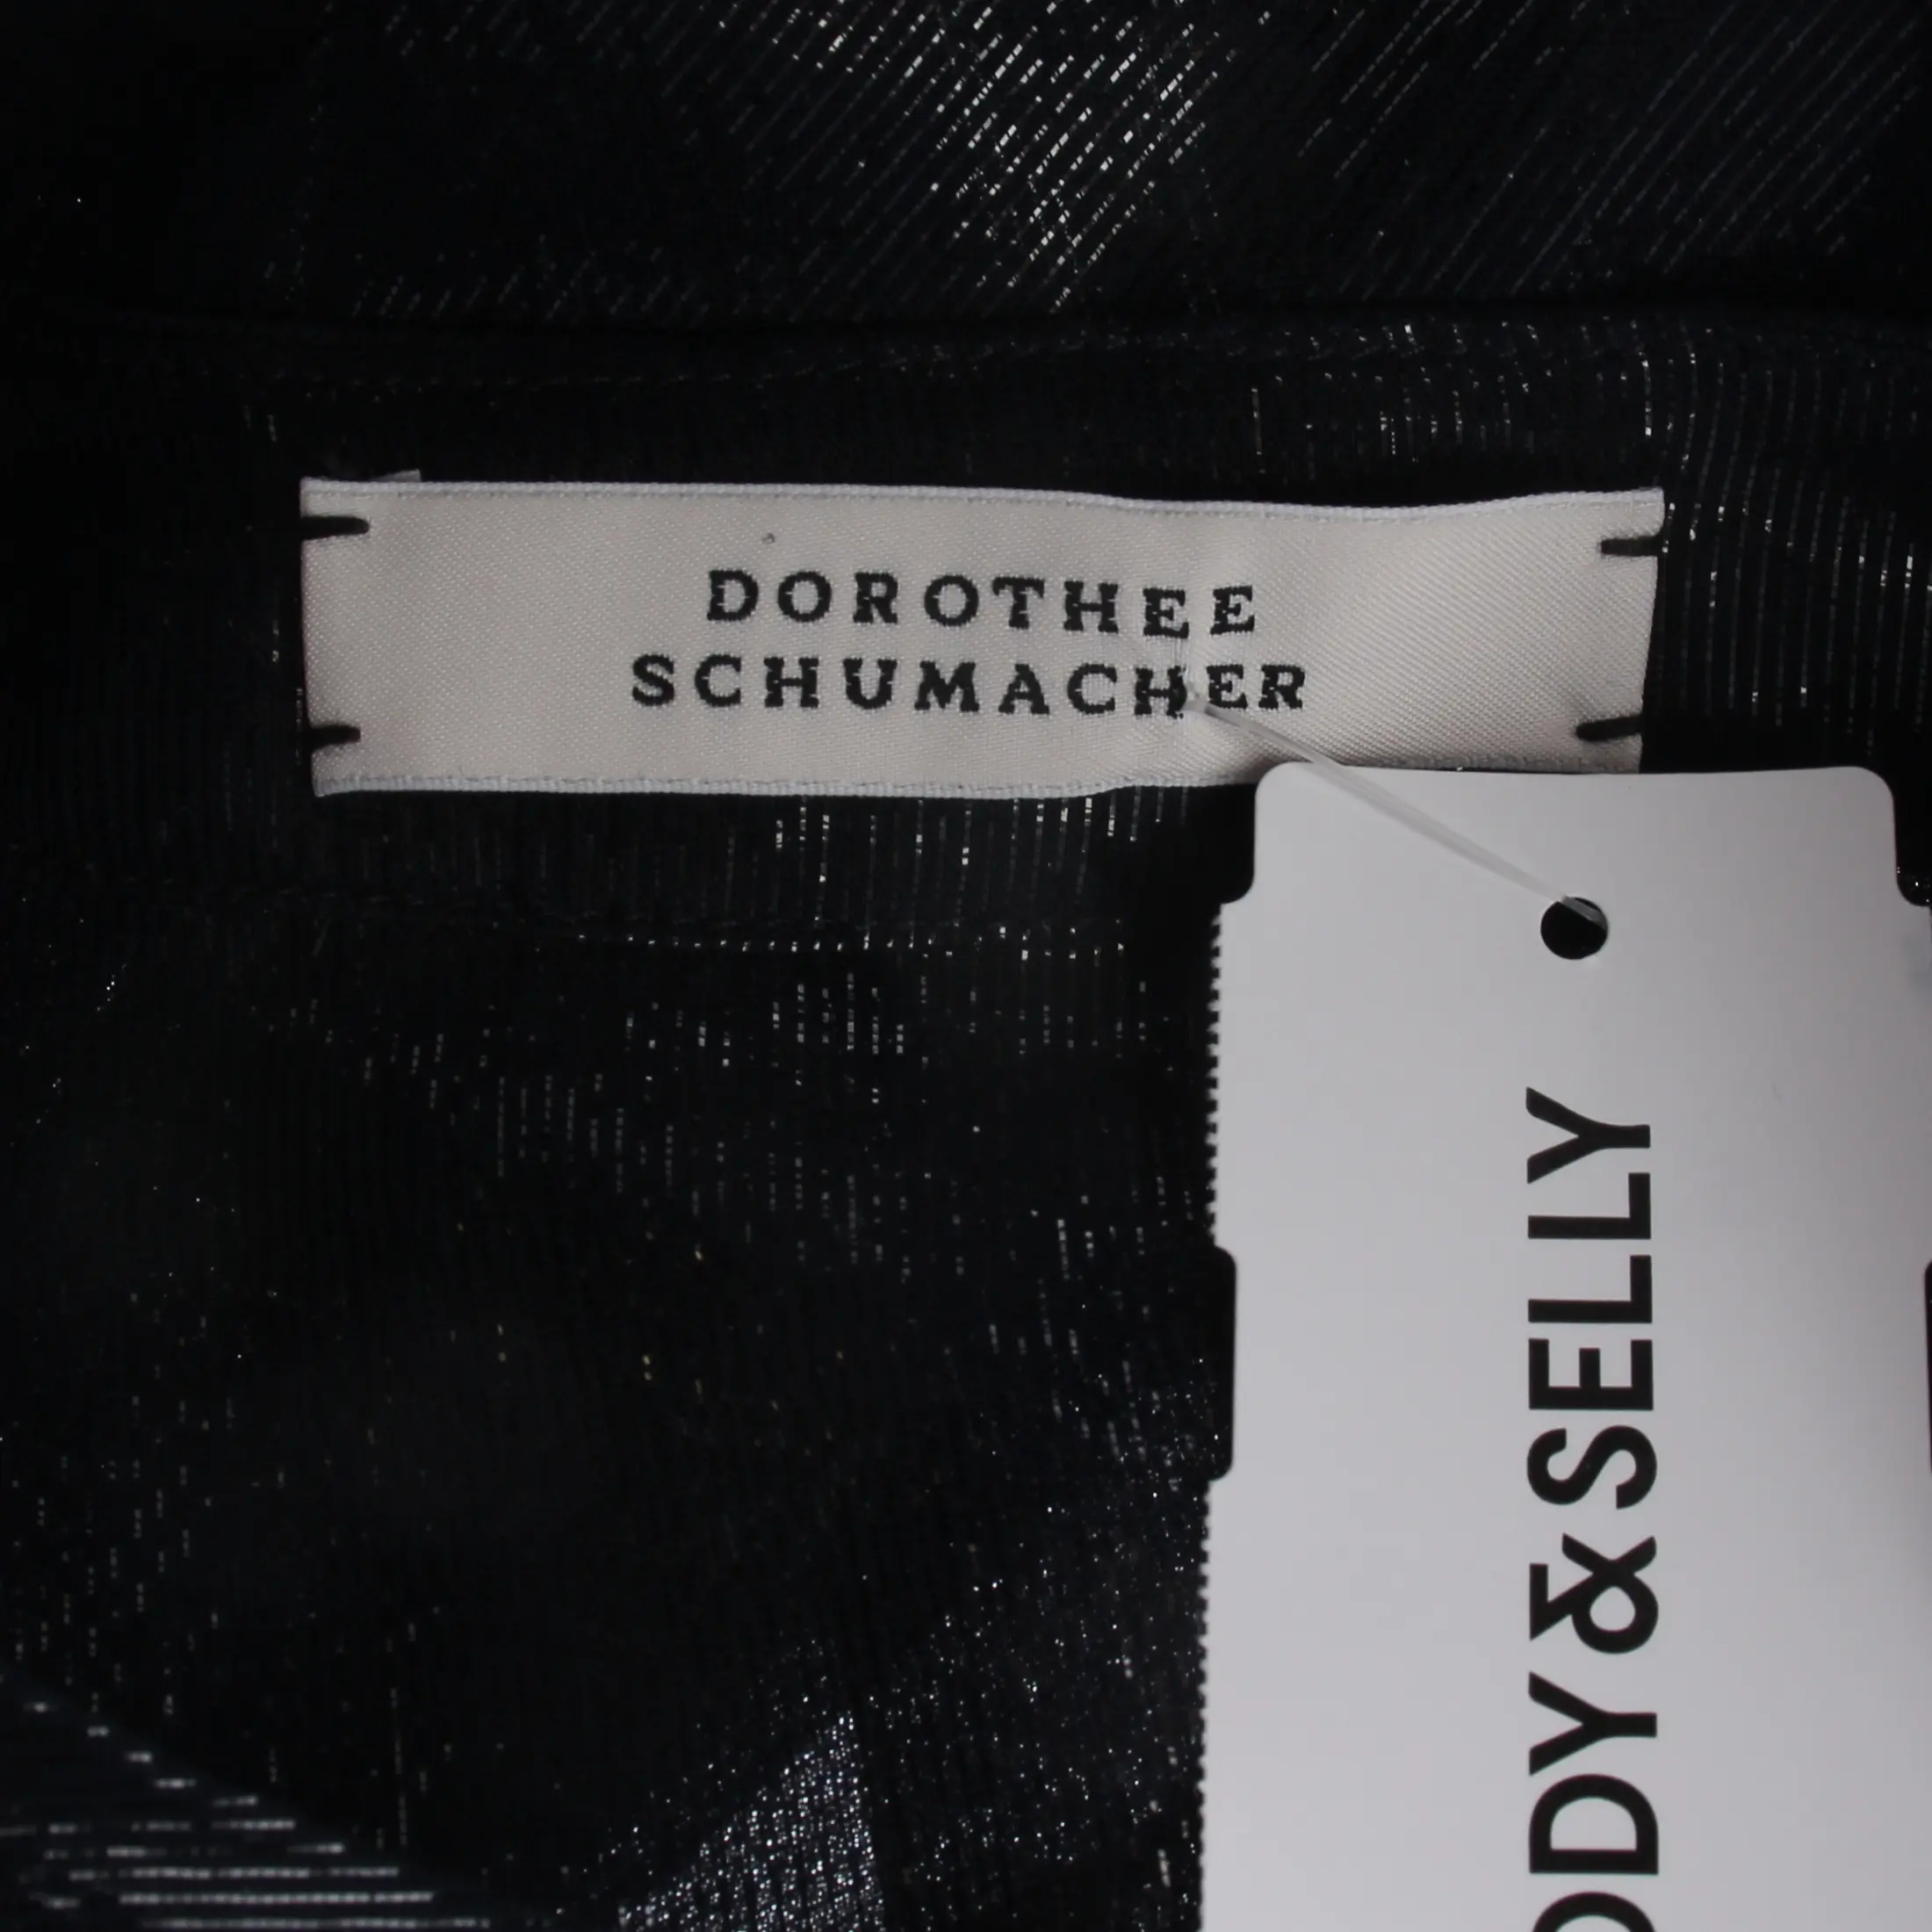 DOROTHEE
SCHUMACHER
DDY & SELLY